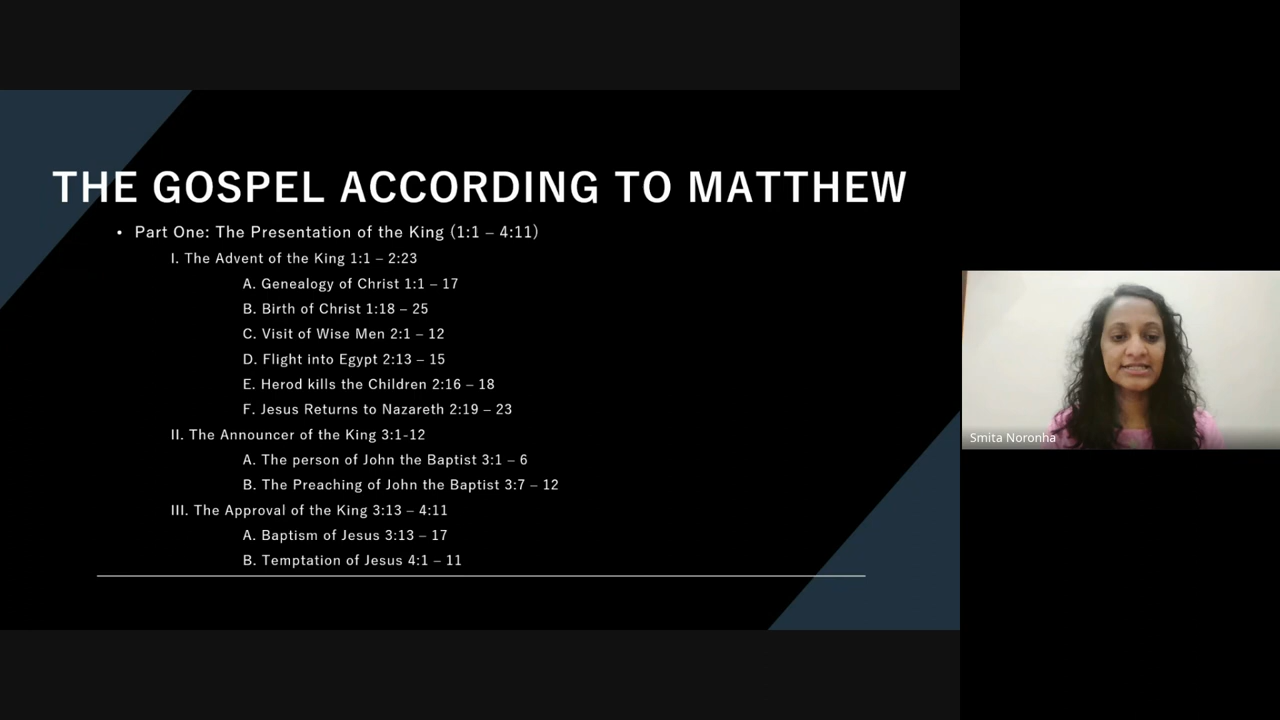 THE GOSPEL ACCORDING TO MATTHEW
• Part One: The Presentation of the King (1:1 – 4:11)
I. The Advent of the King 1:1 – 2:23
A. Genealogy of Christ 1:1 – 17
B. Birth of Christ 1:18 – 25
C. Visit of Wise Men 2:1 – 12
D. Flight into Egypt 2:13 – 15
E. Herod kills the Children 2:16 – 18
F. Jesus Returns to Nazareth 2:19 – 23
II. The Announcer of the King 3:1-12
A. The person of John the Baptist 3:1 – 6
B. The Preaching of John the Baptist 3:7 – 12
III. The Approval of the King 3:13 – 4:11
A. Baptism of Jesus 3:13 – 17
B. Temptation of Jesus 4:1 – 11
Smita Noronha